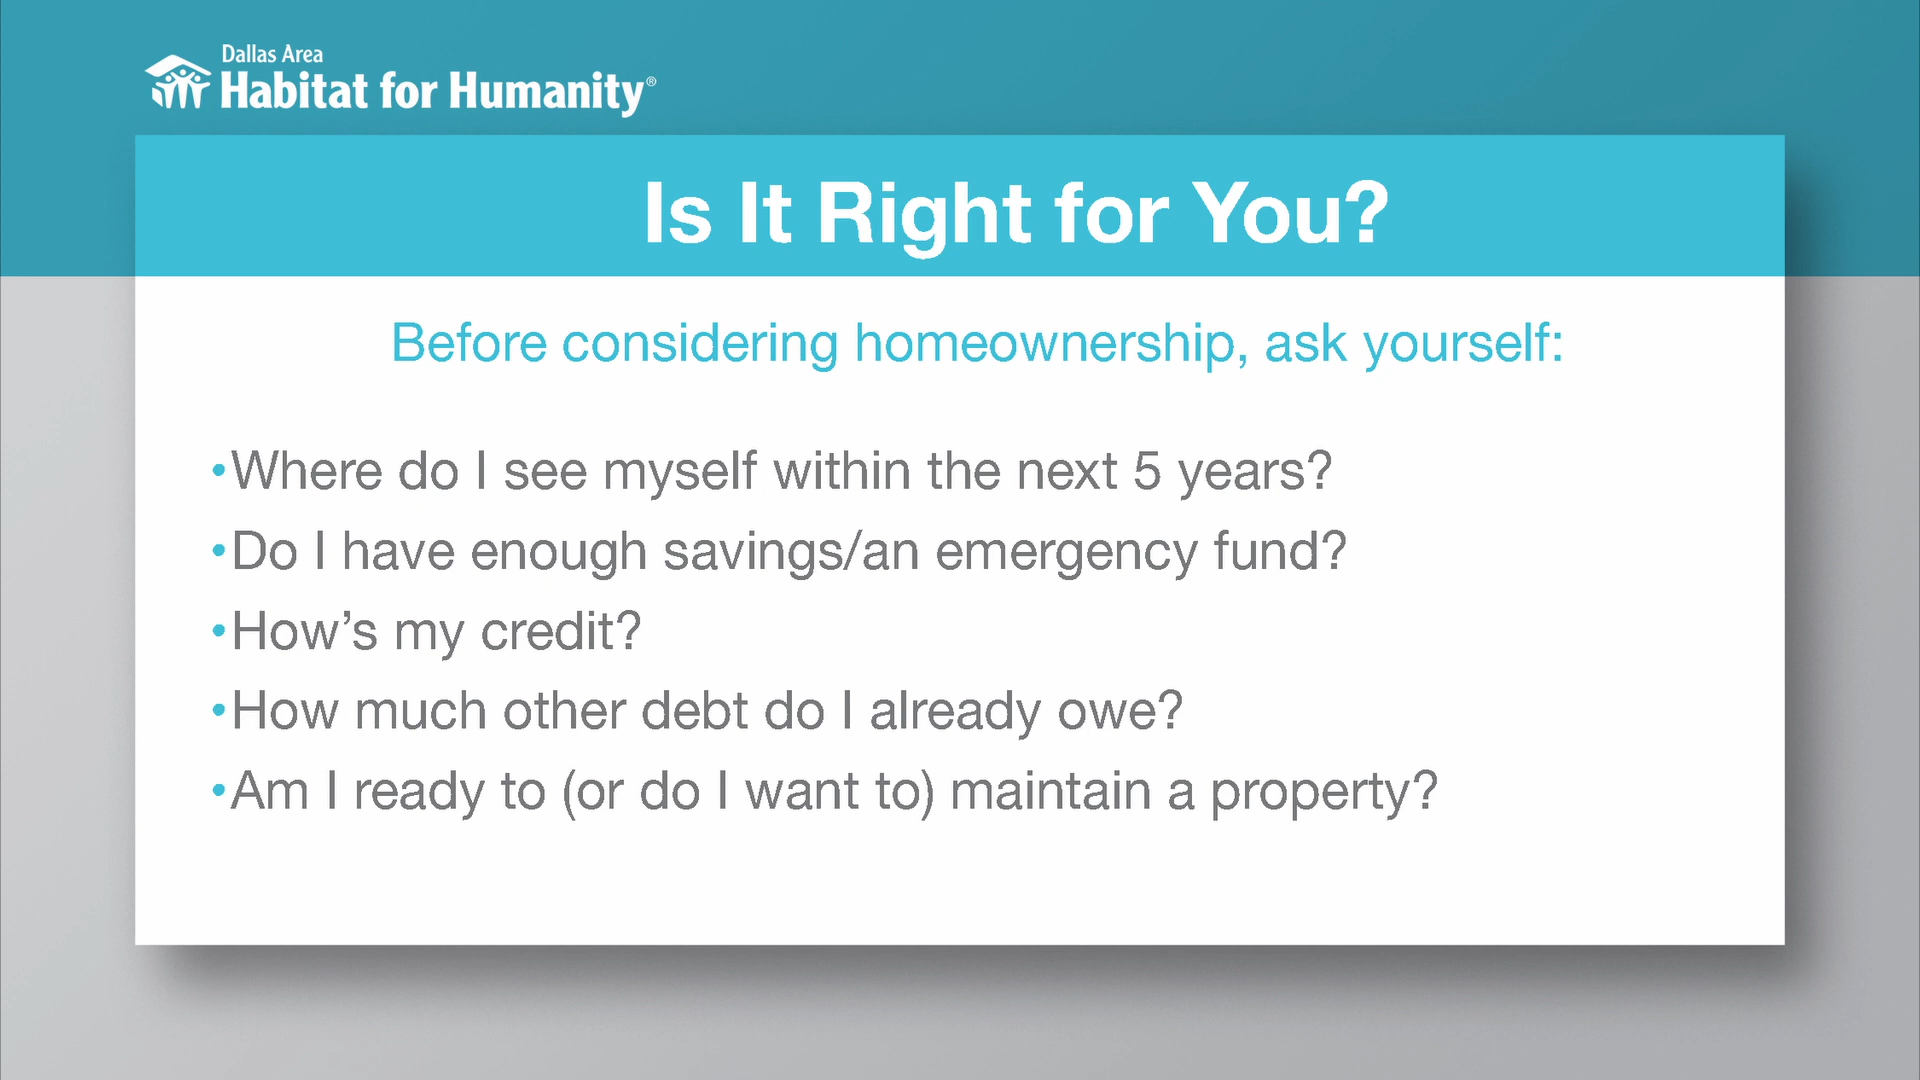 Dallas Area
Habitat for Humanity®
Is It Right for You?
Before considering homeownership, ask yourself:
•Where do I see myself within the next 5 years?
•Do I have enough savings/an emergency fund?
•How’s my credit?
•How much other debt do I already owe?
•Am I ready to (or do I want to) maintain a property?